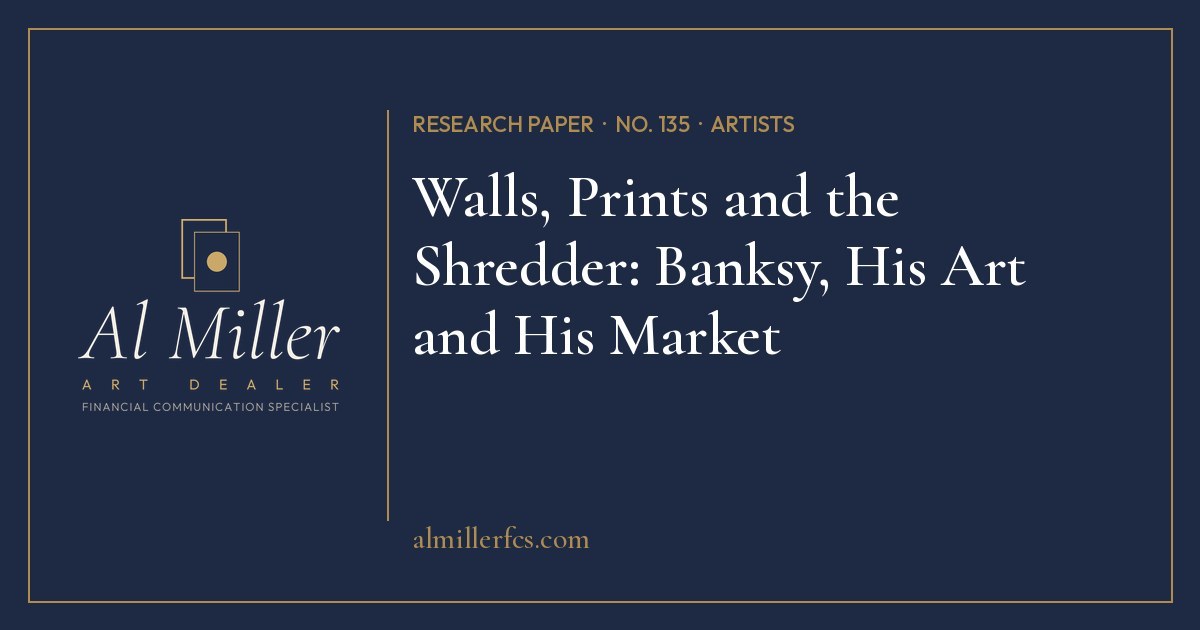 RESEARCH PAPER · NO. 135 · ARTISTS
Walls, Prints and the
Shredder: Banksy, His Art
and His Market
Al Miller
ART DEALER
FINANCIAL COMMUNICATION SPECIALIST
almillerfcs.com